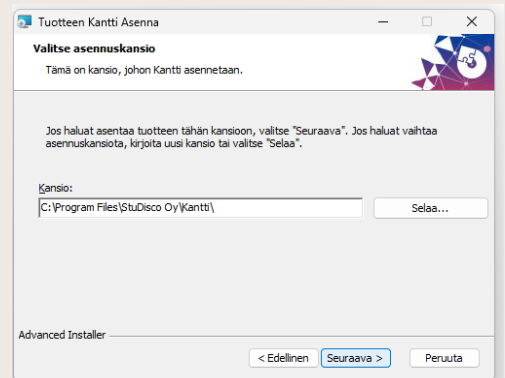 Tuotteen Kantti Asenna
Valitse asennuskansio
Tämä on kansio, johon Kantti asennetaan.
Jos haluat asentaa tuotteen tähän kansioon, valitse "Seuraava". Jos haluat vaihtaa
asennuskansiota, kirjoita uusi kansio tai valitse "Selaa".
Kansio:
C:\Program Files\StuDisco Oy\Kantti\
Selaa...
Advanced Installer
< Edellinen
Seuraava >
Peruuta